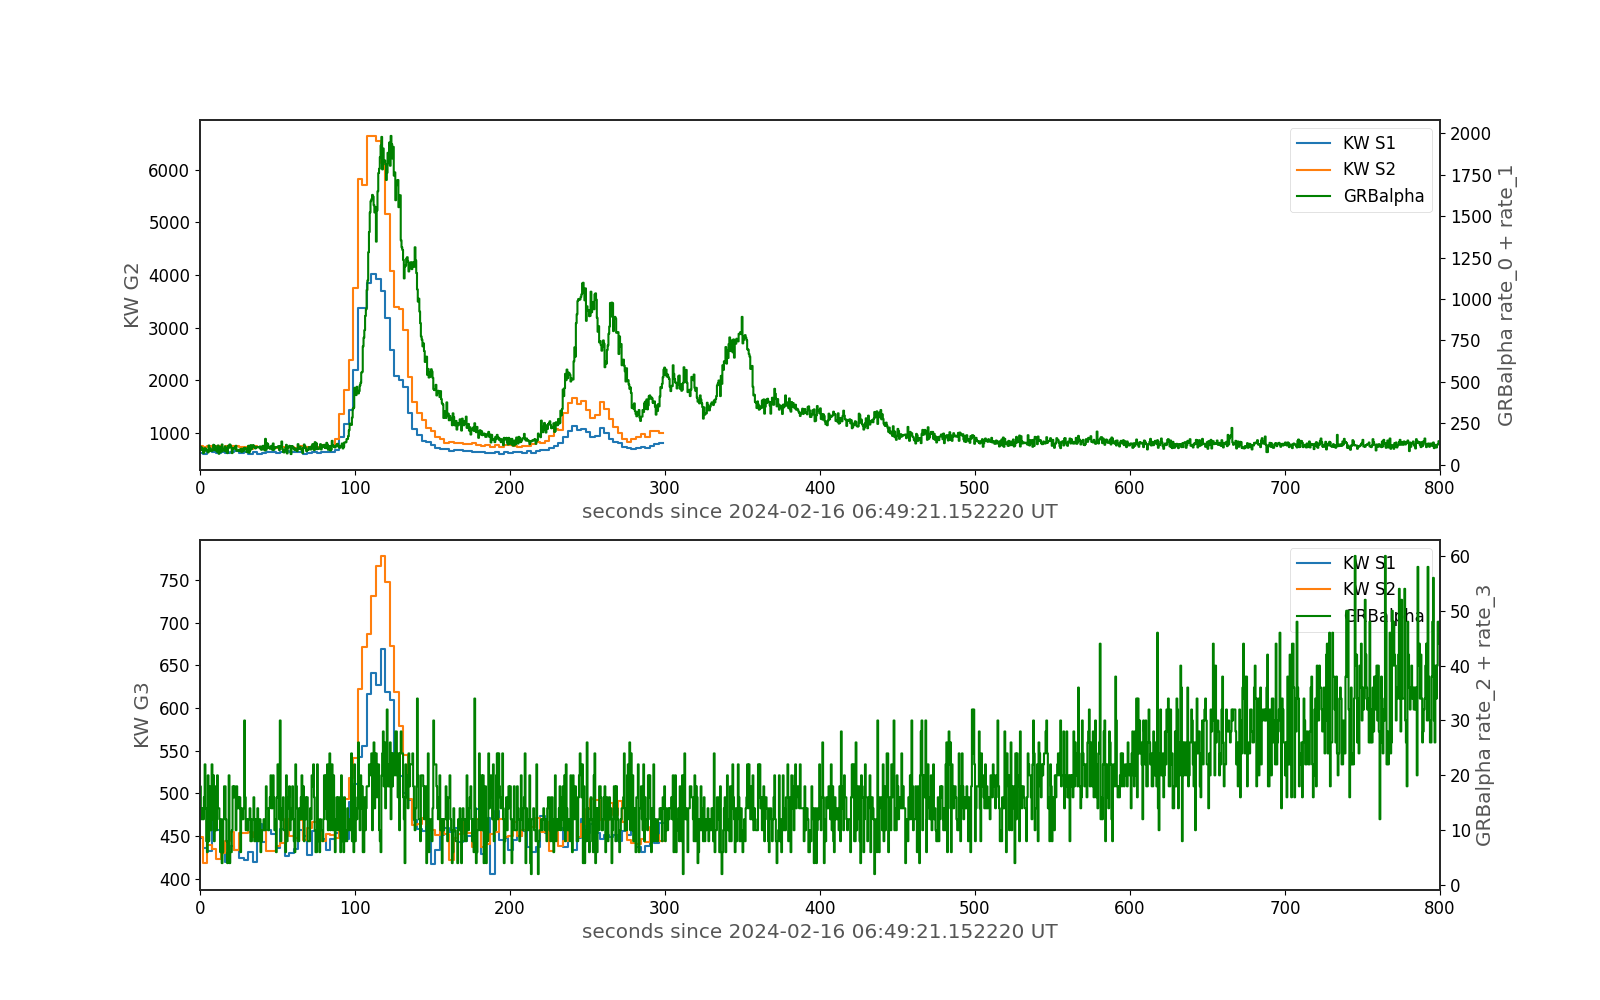 KW G2
6000
5000
4000
3000
2000
1000
KW S1
KW S2
GRBalpha
2000
1750
1500
1250
1000
750
500
250
0
GRBalpha rate_0 + rate_1
0 100 200 300 400 500 600 700 800
seconds since 2024-02-16 06:49:21.152220 UT
KW G3
750
700
650
600
550
500
450
400
KW S1
KW S2
GRBalpha
60
50
40
30
20
10
0
GRBalpha rate_2 + rate_3
0 100 200 300 400 500 600 700 800
seconds since 2024-02-16 06:49:21.152220 UT